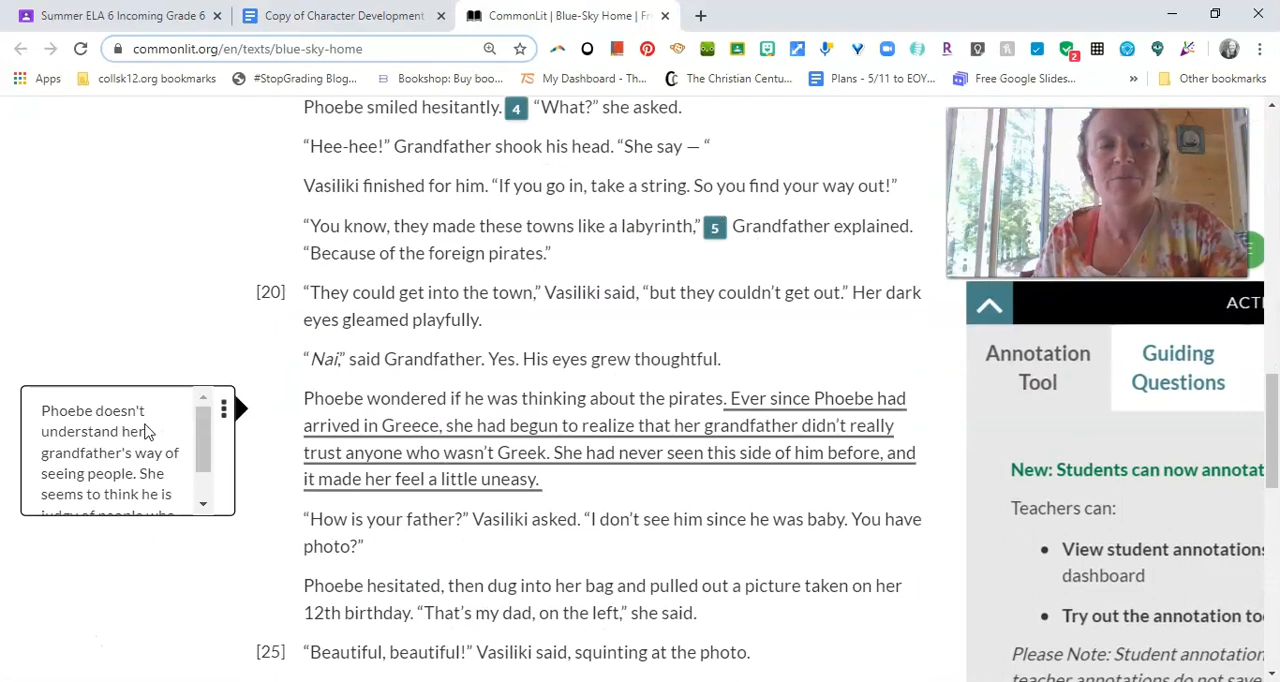 Summer ELA 6 Incoming Grade 6
Copy of Character Development
CommonLit | Blue-Sky Home | Fr
commonlit.org/en/texts/blue-sky-home
2
Apps
collsk12.org bookmarks
#StopGrading Blog...
Bookshop: Buy boo...
My Dashboard - Th...
The Christian Centu...
Plans - 5/11 to EOY...
Free Google Slides...
»
Other bookmarks
Phoebe smiled hesitantly. 4 “What?” she asked.
“Hee-hee!” Grandfather shook his head. “She say — “
Vasiliki finished for him. “If you go in, take a string. So you find your way out!”
“You know, they made these towns like a labyrinth,” 5 Grandfather explained.
“Because of the foreign pirates.”
[20] “They could get into the town,” Vasiliki said, “but they couldn’t get out.” Her dark
eyes gleamed playfully.
“Nai,” said Grandfather. Yes. His eyes grew thoughtful.
Phoebe wondered if he was thinking about the pirates. Ever since Phoebe had
arrived in Greece, she had begun to realize that her grandfather didn’t really
trust anyone who wasn’t Greek. She had never seen this side of him before, and
it made her feel a little uneasy.
“How is your father?” Vasiliki asked. “I don’t see him since he was baby. You have
photo?”
Phoebe hesitated, then dug into her bag and pulled out a picture taken on her
12th birthday. “That’s my dad, on the left,” she said.
[25] “Beautiful, beautiful!” Vasiliki said, squinting at the photo.
Phoebe doesn't
understand her
grandfather's way of
seeing people. She
seems to think he is
judgy of people who
ACTI
Annotation
Tool
Guiding
Questions
New: Students can now annotat
Teachers can:
View student annotations
dashboard
Try out the annotation to
Please Note: Student annotation
teacher annotations do not save